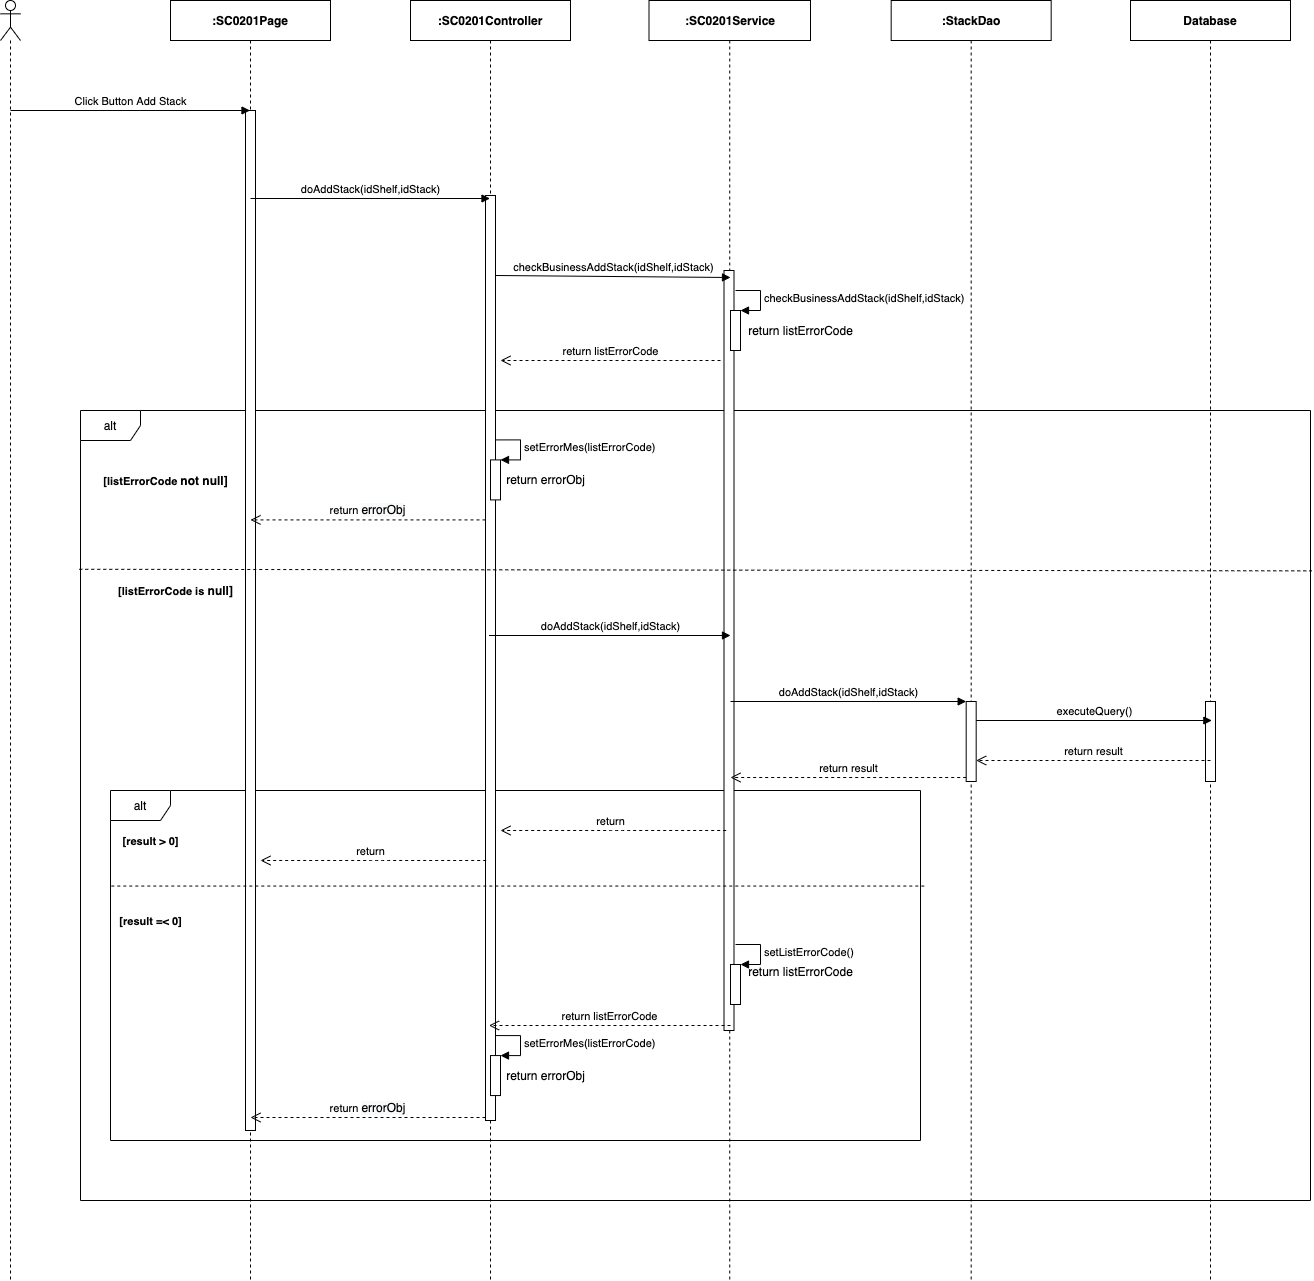 :SC0201Page
:SC0201Controller
:SC0201Service
:StackDao
Database
Click Button Add Stack
doAddStack(idShelf,idStack)
checkBusinessAddStack(idShelf,idStack)
checkBusinessAddStack(idShelf,idStack)
return listErrorCode
return listErrorCode
alt
setErrorMes(listErrorCode)
[listErrorCode not null]
return errorObj
return errorObj
[listErrorCode is null]
doAddStack(idShelf,idStack)
doAddStack(idShelf,idStack)
executeQuery()
return result
return result
alt
return
[result > 0]
return
[result =< 0]
setListErrorCode()
return listErrorCode
return listErrorCode
setErrorMes(listErrorCode)
return errorObj
return errorObj